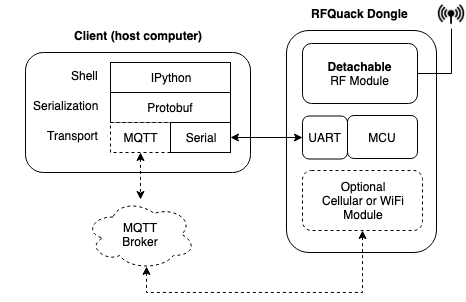 RFQuack Dongle
Client (host computer)
Shell
IPython
Serialization
Protobuf
Transport
MQTT
Serial
Detachable
RF Module
UART
MCU
Optional
Cellular or WiFi
Module
MQTT
Broker